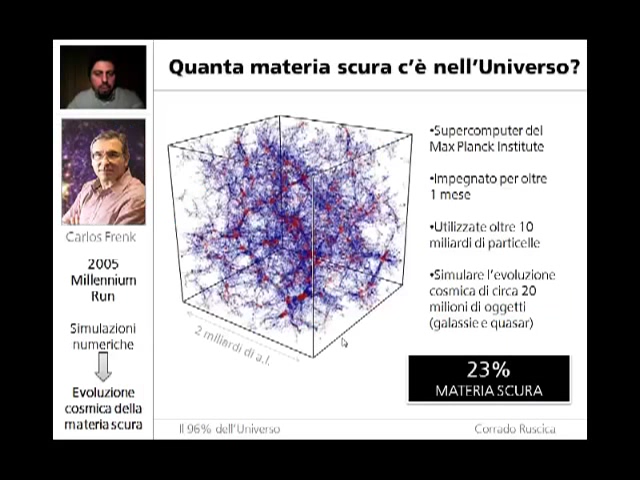 Quanta materia scura c'è nell'Universo?
Carlos Frenk
2005
Millennium
Run
Simulazioni
numeriche
Evoluzione
cosmica della
materia scura
2 miliardi di a.l.
•Supercomputer del
Max Planck Institute
•Impegnato per oltre
1 mese
•Utilizzate oltre 10
miliardi di particelle
•Simulare l'evoluzione
cosmica di circa 20
milioni di oggetti
(galassie e quasar)
23%
MATERIA SCURA
Il 96% dell'Universo
Corrado Ruscica